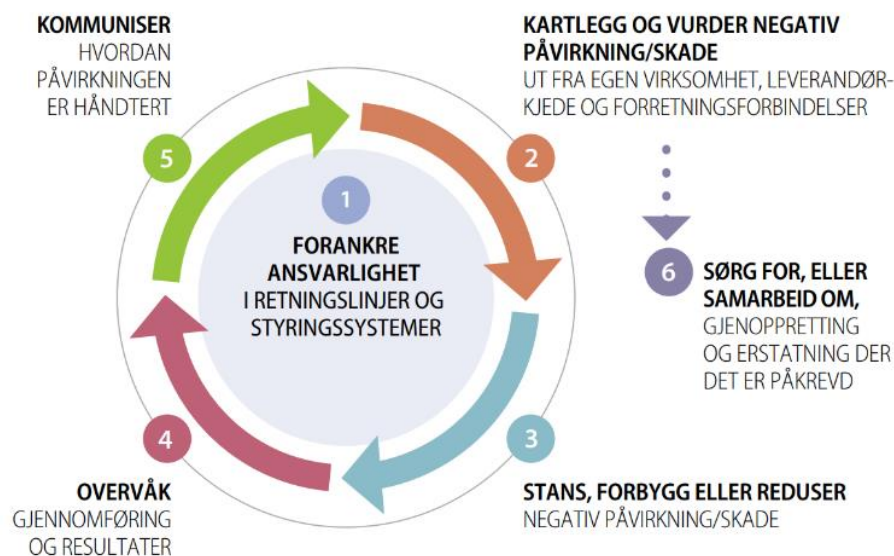 1
FORANKRE
ANSVARLIGHET
I RETNINGSLINJER OG
STYRINGSSYSTEMER
2
KARTLEGG OG VURDER NEGATIV
PÅVIRKNING/SKADE
UT FRA EGEN VIRKSOMHET, LEVERANDØR-
KJEDE OG FORRETNINGSFORBINDELSER
3
STANS, FORBYGG ELLER REDUSER
NEGATIV PÅVIRKNING/SKADE
4
OVERVÅK
GJENNOMFØRING
OG RESULTATER
5
KOMMUNISER
HVORDAN
PÅVIRKNINGEN
ER HÅNDTERT
6
SØRG FOR, ELLER
SAMARBEID OM,
GJENOPPRETTING
OG ERSTATNING DER
DET ER PÅKREVD